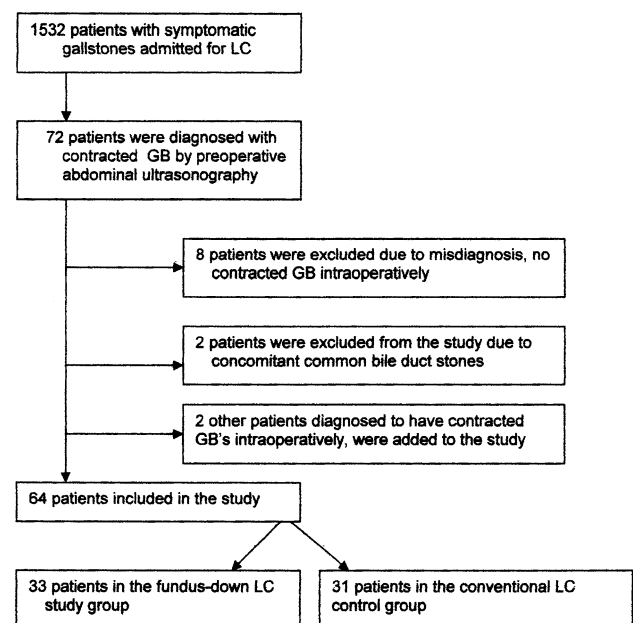 1532 patients with symptomatic
gallstones admitted for LC
72 patients were diagnosed with
contracted GB by preoperative
abdominal ultrasonography
8 patients were excluded due to misdiagnosis, no
contracted GB intraoperatively
2 patients were excluded from the study due to
concomitant common bile duct stones
2 other patients diagnosed to have contracted
GB's intraoperatively, were added to the study
64 patients included in the study
33 patients in the fundus-down LC
study group
31 patients in the conventional LC
control group